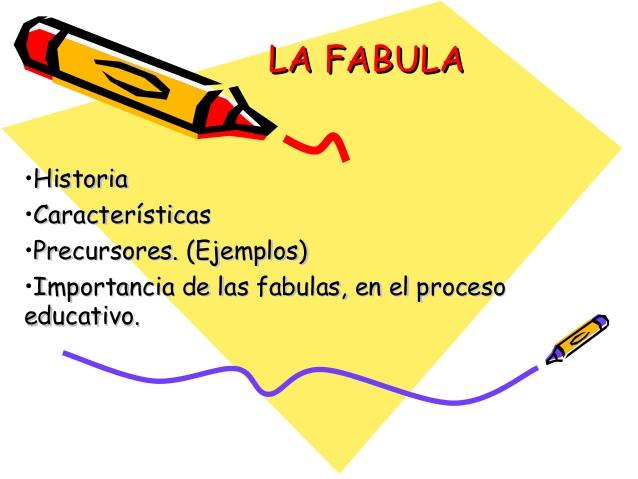 LA FABULA
•Historia
•Características
•Precursores. (Ejemplos)
•Importancia de las fabulas, en el proceso
educativo.